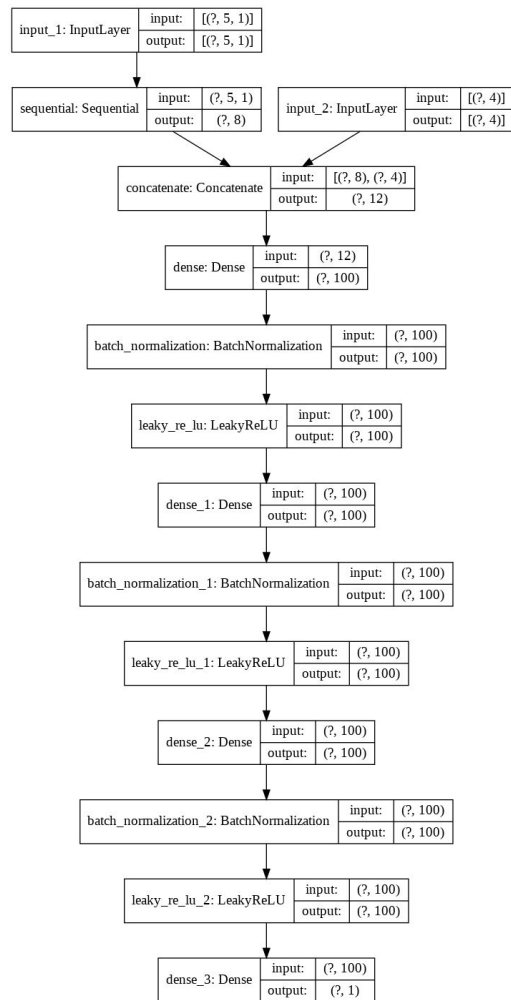 input_1: InputLayer
input: [(?, 5, 1)]
output: [(?, 5, 1)]
sequential: Sequential
input: (?, 5, 1)
output: (?, 8)
input_2: InputLayer
input: [(?, 4)]
output: [(?, 4)]
concatenate: Concatenate
input: [(?, 8), (?, 4)]
output: (?, 12)
dense: Dense
input: (?, 12)
output: (?, 100)
batch_normalization: BatchNormalization
input: (?, 100)
output: (?, 100)
leaky_re_lu: LeakyReLU
input: (?, 100)
output: (?, 100)
dense_1: Dense
input: (?, 100)
output: (?, 100)
batch_normalization_1: BatchNormalization
input: (?, 100)
output: (?, 100)
leaky_re_lu_1: LeakyReLU
input: (?, 100)
output: (?, 100)
dense_2: Dense
input: (?, 100)
output: (?, 100)
batch_normalization_2: BatchNormalization
input: (?, 100)
output: (?, 100)
leaky_re_lu_2: LeakyReLU
input: (?, 100)
output: (?, 100)
dense_3: Dense
input: (?, 100)
output: (?, 1)